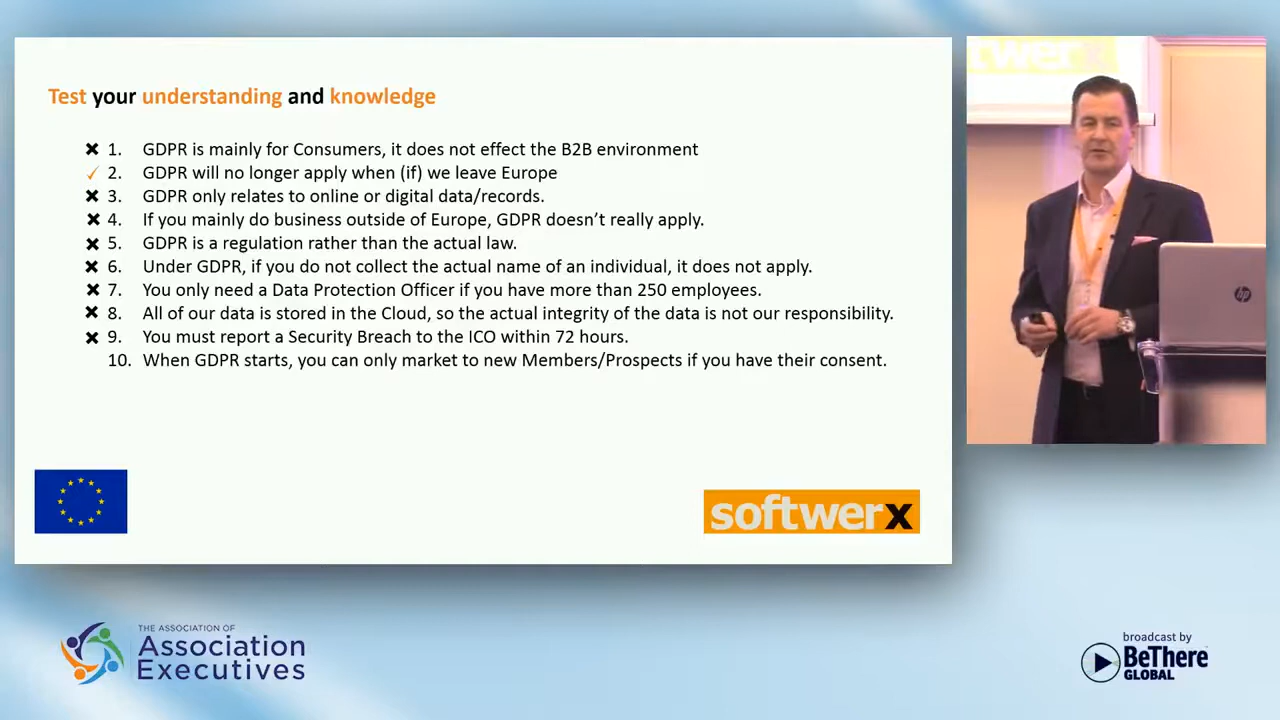 Test your understanding and knowledge
✖ 1. GDPR is mainly for Consumers, it does not effect the B2B environment
✓ 2. GDPR will no longer apply when (if) we leave Europe
✖ 3. GDPR only relates to online or digital data/records.
✖ 4. If you mainly do business outside of Europe, GDPR doesn't really apply.
✖ 5. GDPR is a regulation rather than the actual law.
✖ 6. Under GDPR, if you do not collect the actual name of an individual, it does not apply.
✖ 7. You only need a Data Protection Officer if you have more than 250 employees.
✖ 8. All of our data is stored in the Cloud, so the actual integrity of the data is not our responsibility.
✖ 9. You must report a Security Breach to the ICO within 72 hours.
10. When GDPR starts, you can only market to new Members/Prospects if you have their consent.
softwerx
twerx
hp
THE ASSOCIATION OF
Association
Executives
broadcast by
BeThere
GLOBAL